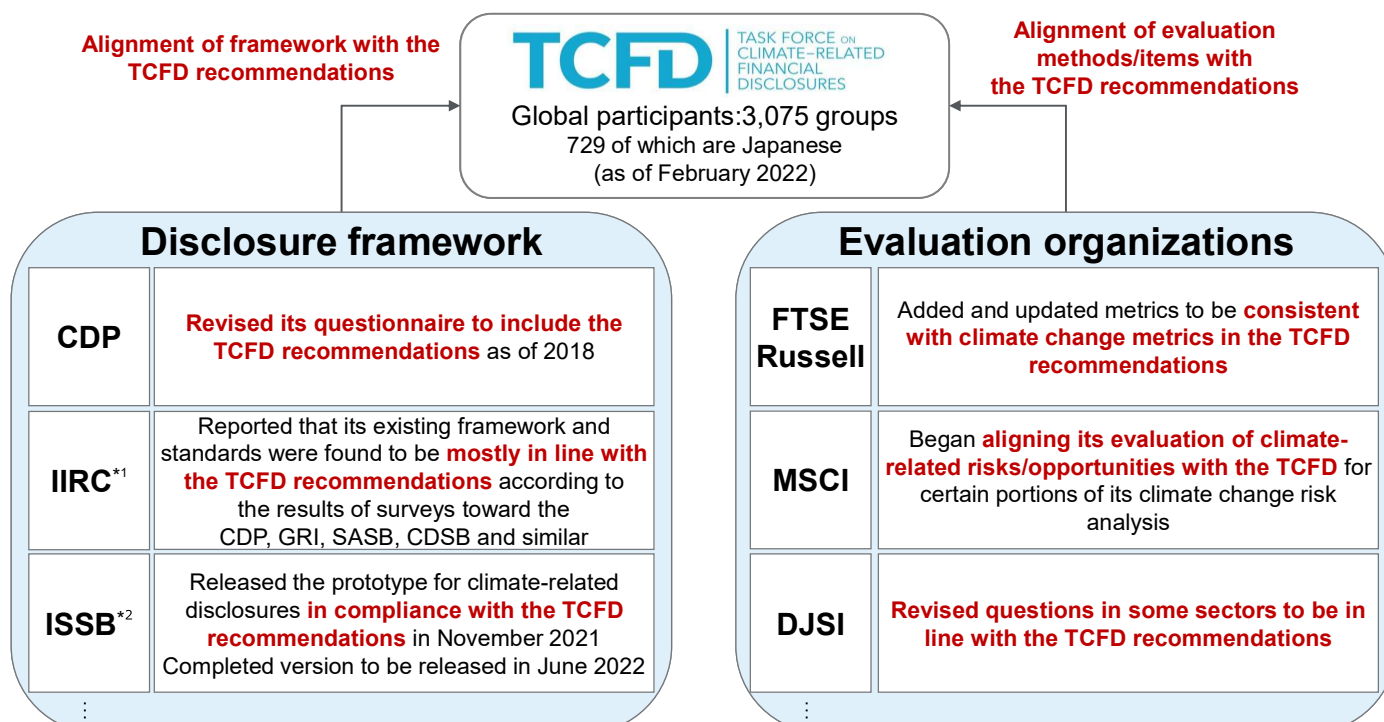 Alignment of framework with the
TCFD recommendations
TCFD
TASK FORCE ON
CLIMATE–RELATED
FINANCIAL
DISCLOSURES
Global participants:3,075 groups
729 of which are Japanese
(as of February 2022)
Alignment of evaluation
methods/items with
the TCFD recommendations
Disclosure framework
CDP
Revised its questionnaire to include the
TCFD recommendations as of 2018
IIRC*1
Reported that its existing framework and
standards were found to be mostly in line with
the TCFD recommendations according to
the results of surveys toward the
CDP, GRI, SASB, CDSB and similar
ISSB*2
Released the prototype for climate-related
disclosures in compliance with the TCFD
recommendations in November 2021
Completed version to be released in June 2022
⋮
Evaluation organizations
FTSE
Russell
Added and updated metrics to be consistent
with climate change metrics in the TCFD
recommendations
MSCI
Began aligning its evaluation of climate-
related risks/opportunities with the TCFD for
certain portions of its climate change risk
analysis
DJSI
Revised questions in some sectors to be in
line with the TCFD recommendations
⋮